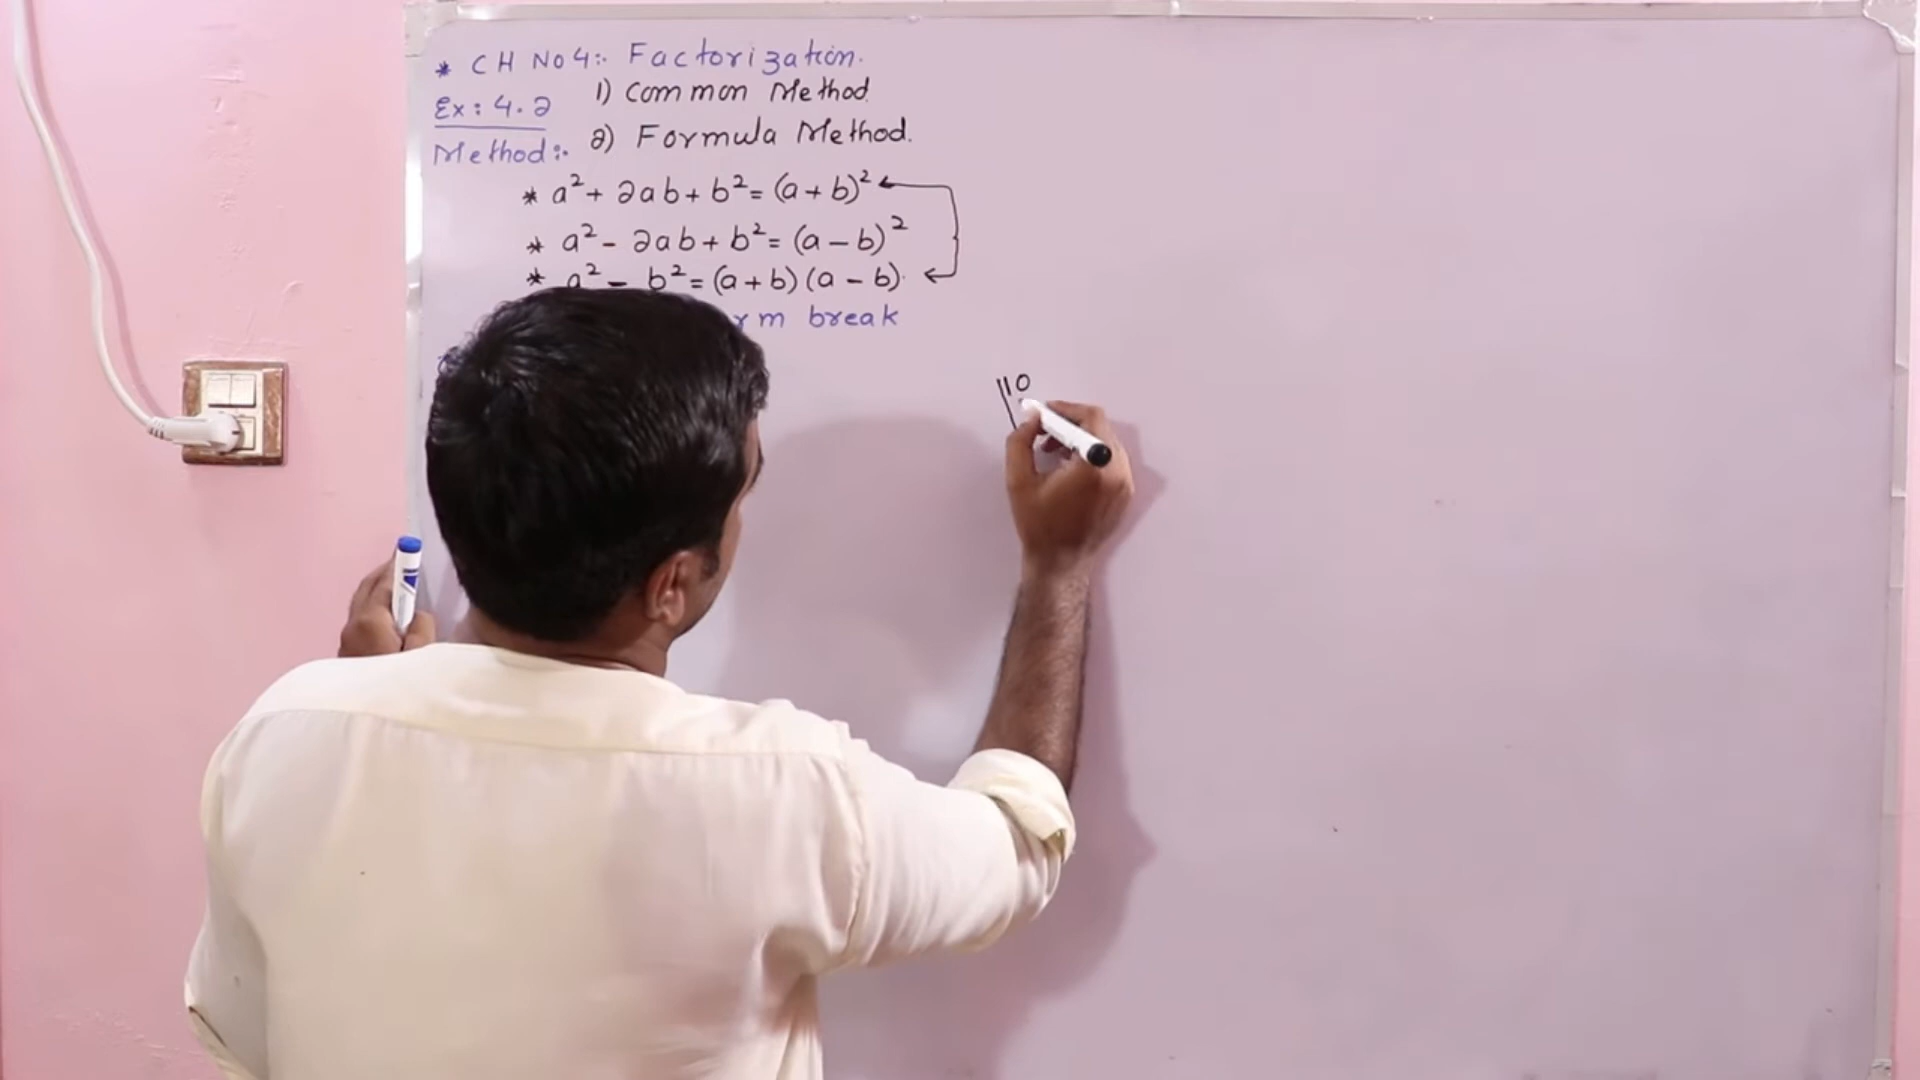 * CH No 4:- Factorization.
Ex: 4.2 1) Common Method
Method:- 2) Formula Method.
* a² + 2ab + b² = (a + b)²
* a² - 2ab + b² = (a - b)²
* a² - b² = (a + b) (a - b).
break
110